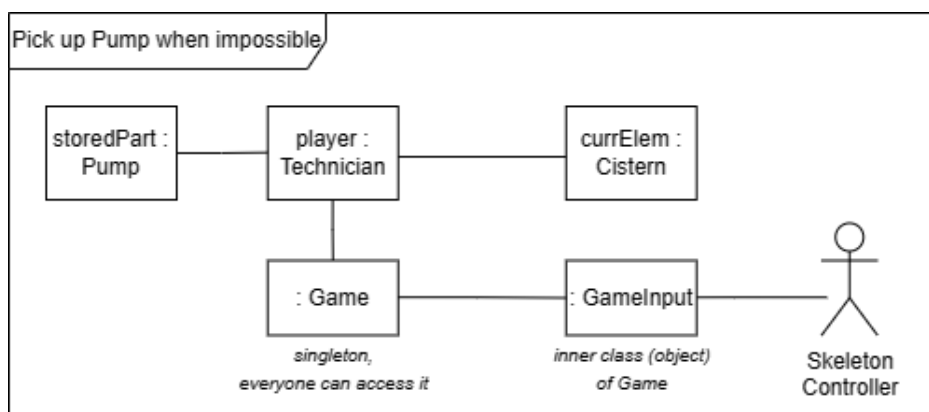 Pick up Pump when impossible
storedPart :
Pump
player :
Technician
currElem :
Cistern
: Game
: GameInput
singleton,
everyone can access it
inner class (object)
of Game
Skeleton
Controller